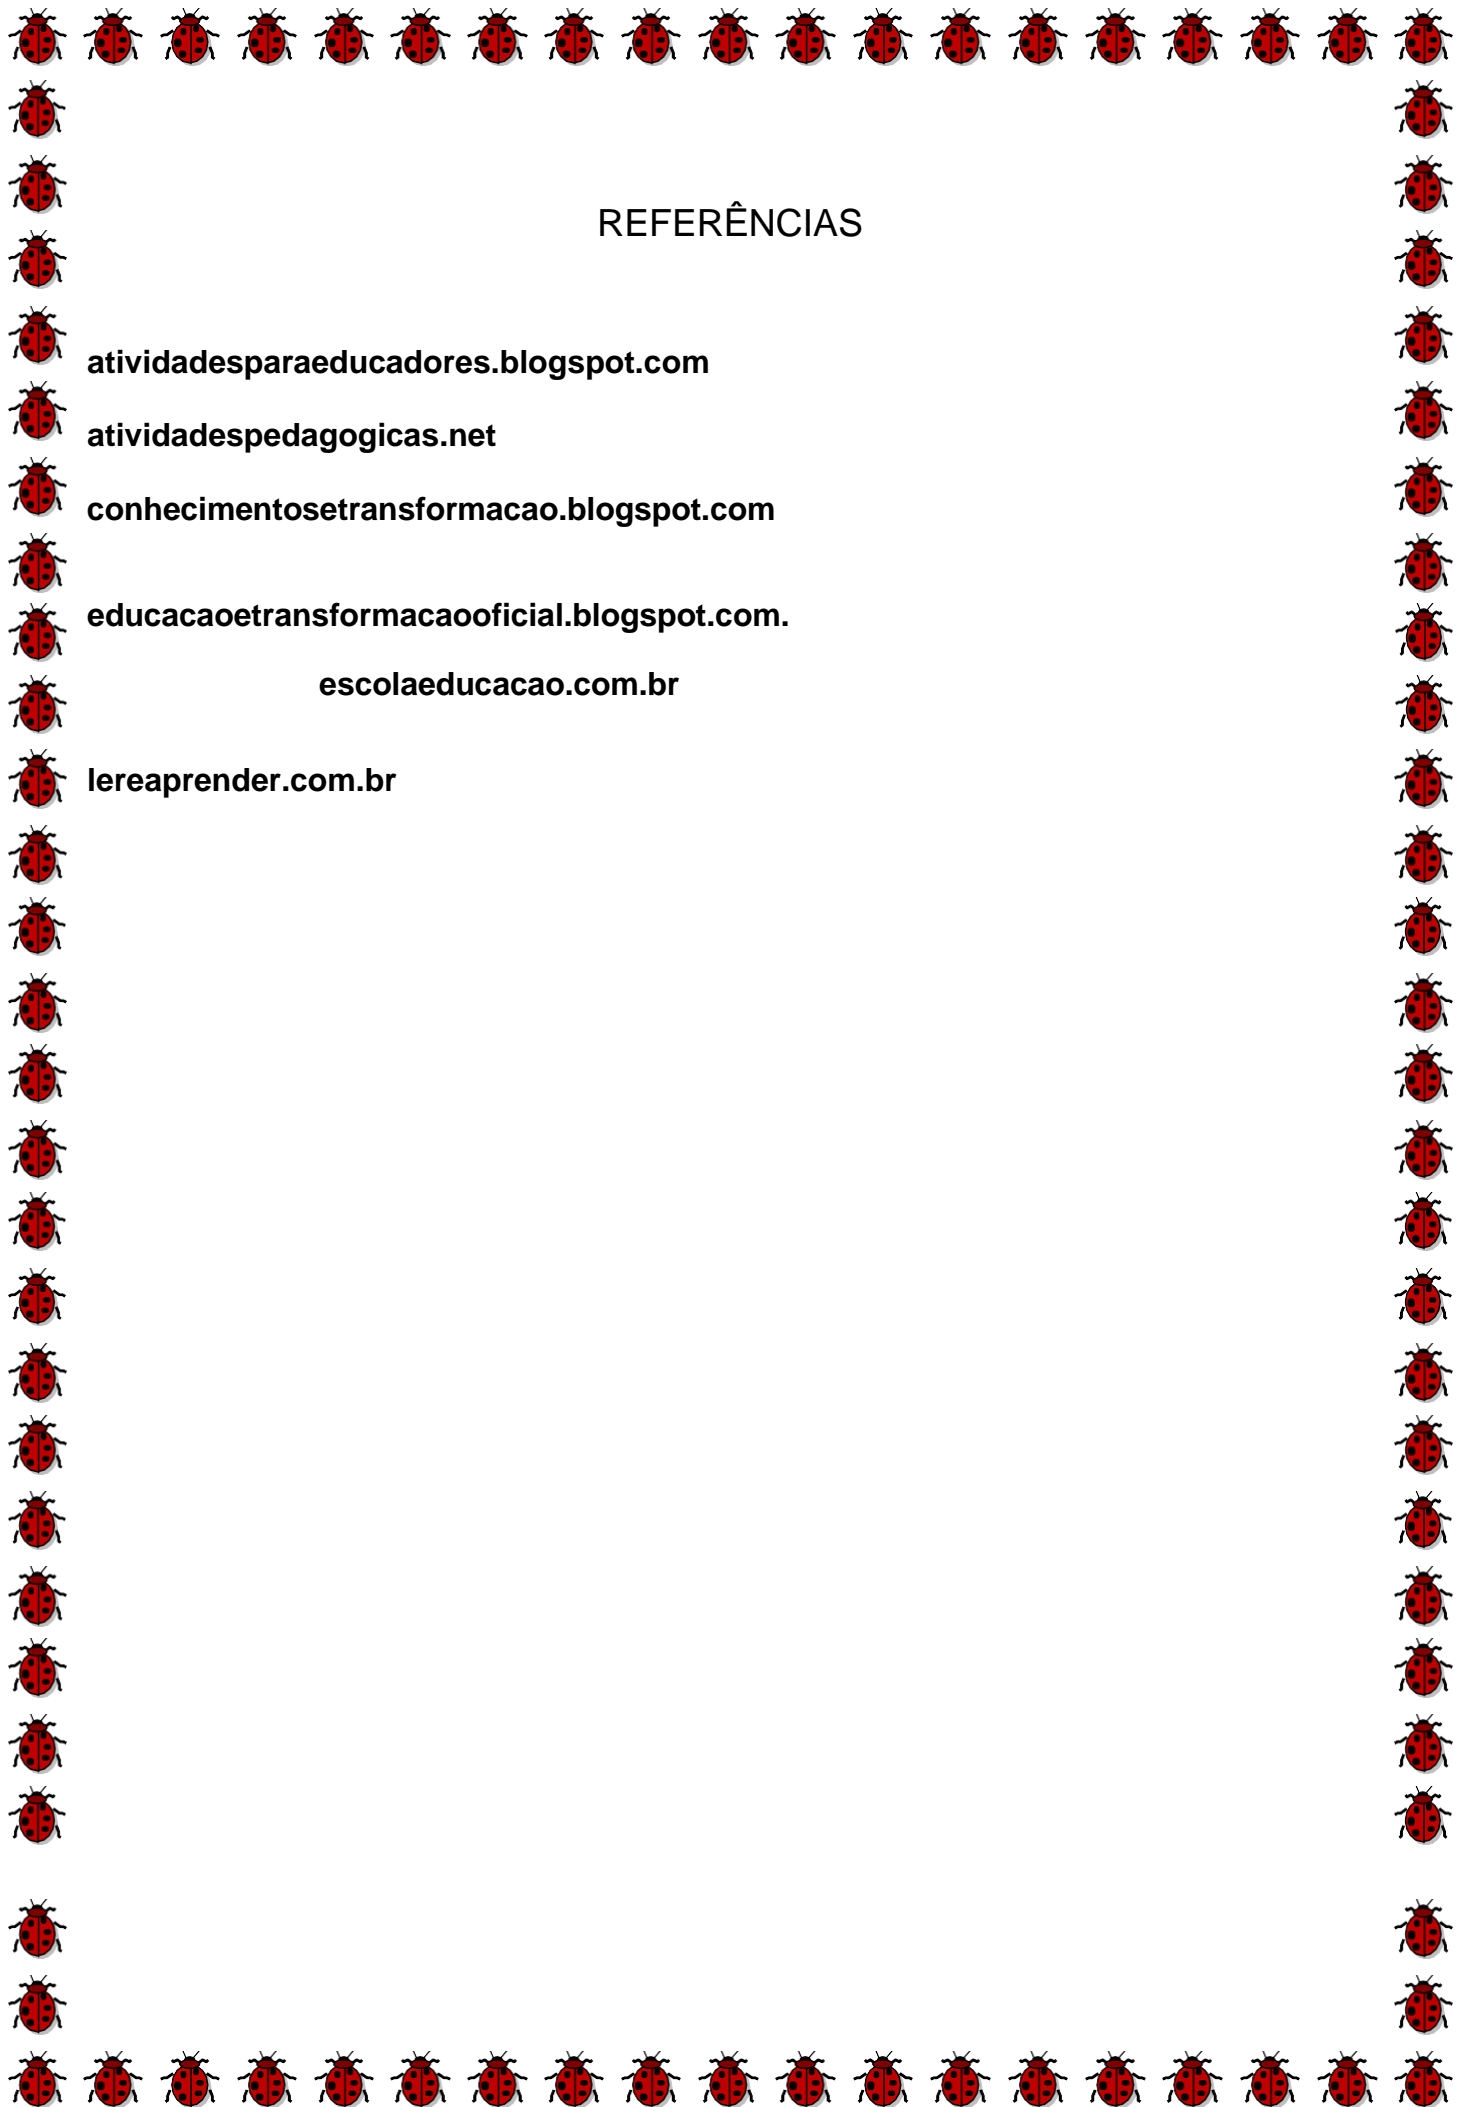 REFERÊNCIAS
atividadesparaeducadores.blogspot.com
atividadespedagogicas.net
conhecimentosetransformacao.blogspot.com
educacaoetransformacaooficial.blogspot.com.
escolaeducacao.com.br
lereaprender.com.br